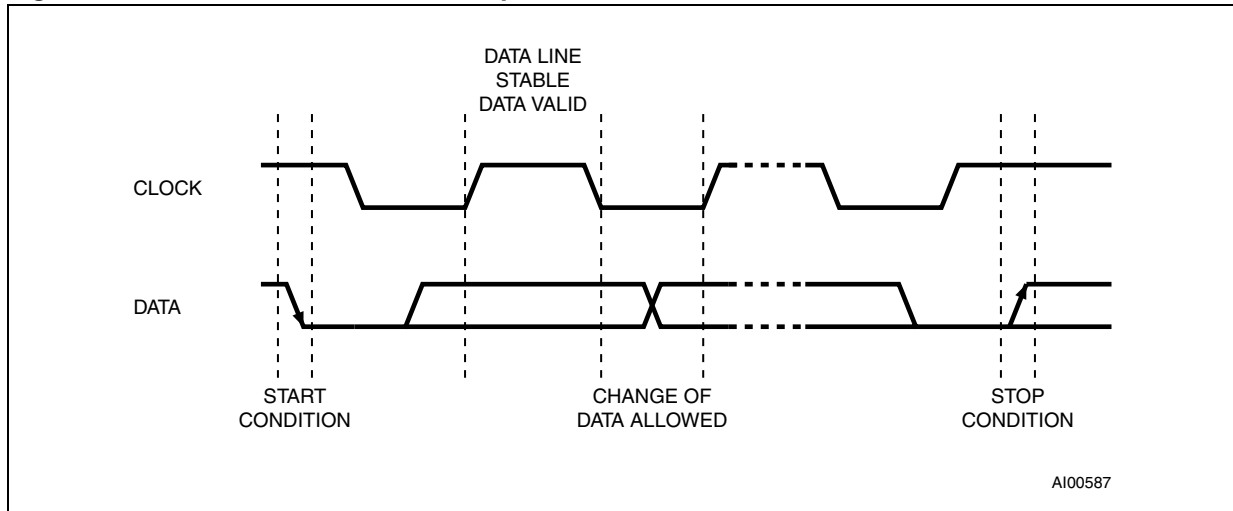 DATA LINE
STABLE
DATA VALID
CLOCK
DATA
START
CONDITION
CHANGE OF
DATA ALLOWED
STOP
CONDITION
AI00587